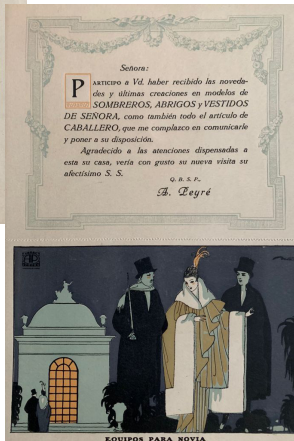 Señora:
PARTICIPO a Vd. haber recibido las noveda-
des y últimas creaciones en modelos de
SOMBREROS, ABRIGOS y VESTIDOS
DE SEÑORA, como también todo el artículo de
CABALLERO, que me complazco en comunicarle
y poner a su disposición.
Agradecido a las atenciones dispensadas a
esta su casa, vería con gusto su nueva visita su
afectísimo S. S.
Q. B. S. P.,
A. Peyré
EQUIPOS PARA NOVIA